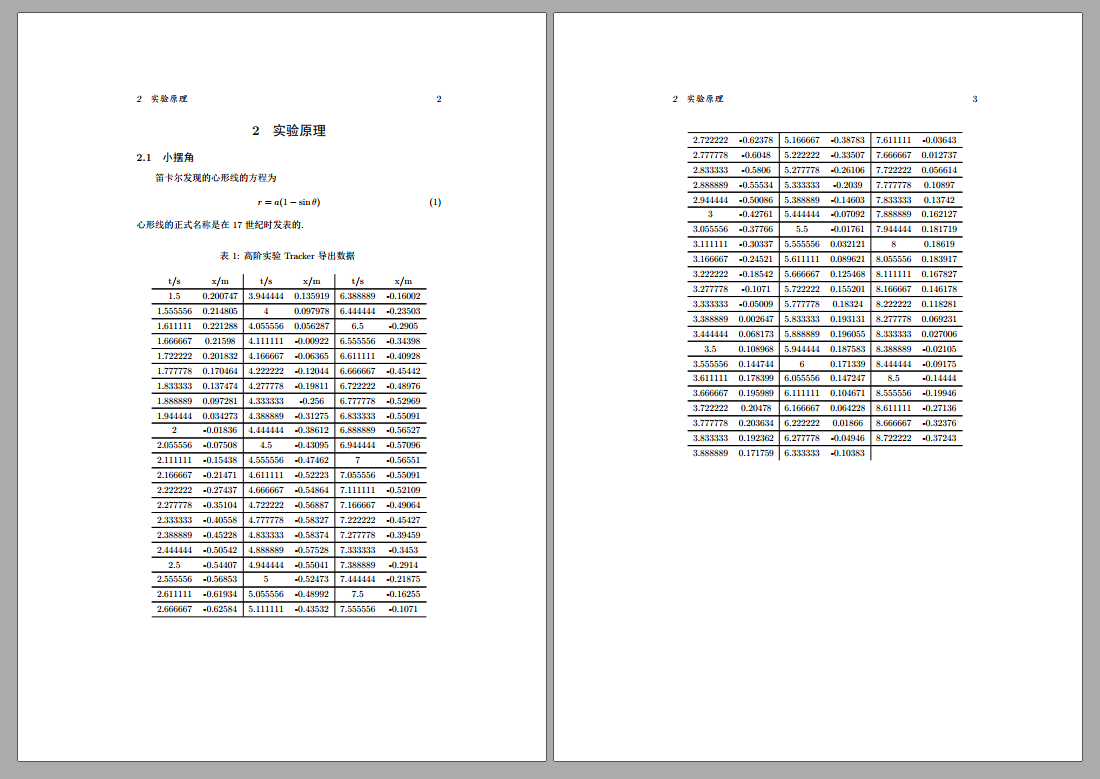 2 实验原理 2
2 实验原理
2.1 小摆角
笛卡尔发现的心形线的方程为
r = a(1 − sin θ) (1)
心形线的正式名称是在 17 世纪时发表的.
表 1: 高阶实验 Tracker 导出数据
t/s x/m t/s x/m t/s x/m
1.5 0.200747 3.944444 0.135919 6.388889 -0.16002
1.555556 0.214805 4 0.097978 6.444444 -0.23503
1.611111 0.221288 4.055556 0.056287 6.5 -0.2905
1.666667 0.21598 4.111111 -0.00922 6.555556 -0.34398
1.722222 0.201832 4.166667 -0.06365 6.611111 -0.40928
1.777778 0.170464 4.222222 -0.12044 6.666667 -0.45442
1.833333 0.137474 4.277778 -0.19811 6.722222 -0.48976
1.888889 0.097281 4.333333 -0.256 6.777778 -0.52969
1.944444 0.034273 4.388889 -0.31275 6.833333 -0.55091
2 -0.01836 4.444444 -0.38612 6.888889 -0.56527
2.055556 -0.07508 4.5 -0.43095 6.944444 -0.57096
2.111111 -0.15438 4.555556 -0.47462 7 -0.56551
2.166667 -0.21471 4.611111 -0.52223 7.055556 -0.55091
2.222222 -0.27437 4.666667 -0.54864 7.111111 -0.52109
2.277778 -0.35104 4.722222 -0.56887 7.166667 -0.49064
2.333333 -0.40558 4.777778 -0.58327 7.222222 -0.45427
2.388889 -0.45228 4.833333 -0.58374 7.277778 -0.39459
2.444444 -0.50542 4.888889 -0.57528 7.333333 -0.3453
2.5 -0.54407 4.944444 -0.55041 7.388889 -0.2914
2.555556 -0.56853 5 -0.52473 7.444444 -0.21875
2.611111 -0.61934 5.055556 -0.48992 7.5 -0.16255
2.666667 -0.62584 5.111111 -0.43532 7.555556 -0.1071
2 实验原理 3
2.722222 -0.62378 5.166667 -0.38783 7.611111 -0.03643
2.777778 -0.6048 5.222222 -0.33507 7.666667 0.012737
2.833333 -0.5806 5.277778 -0.26106 7.722222 0.056614
2.888889 -0.55534 5.333333 -0.2039 7.777778 0.10897
2.944444 -0.50086 5.388889 -0.14603 7.833333 0.13742
3 -0.42761 5.444444 -0.07092 7.888889 0.162127
3.055556 -0.37766 5.5 -0.01761 7.944444 0.181719
3.111111 -0.30337 5.555556 0.032121 8 0.18619
3.166667 -0.24521 5.611111 0.089621 8.055556 0.183917
3.222222 -0.18542 5.666667 0.125468 8.111111 0.167827
3.277778 -0.1071 5.722222 0.155201 8.166667 0.146178
3.333333 -0.05009 5.777778 0.18324 8.222222 0.118281
3.388889 0.002647 5.833333 0.193131 8.277778 0.069231
3.444444 0.068173 5.888889 0.196055 8.333333 0.027006
3.5 0.108968 5.944444 0.187583 8.388889 -0.02105
3.555556 0.144744 6 0.171339 8.444444 -0.09175
3.611111 0.178399 6.055556 0.147247 8.5 -0.14444
3.666667 0.195989 6.111111 0.104671 8.555556 -0.19946
3.722222 0.20478 6.166667 0.064228 8.611111 -0.27136
3.777778 0.203634 6.222222 0.01866 8.666667 -0.32376
3.833333 0.192362 6.277778 -0.04946 8.722222 -0.37243
3.888889 0.171759 6.333333 -0.10383